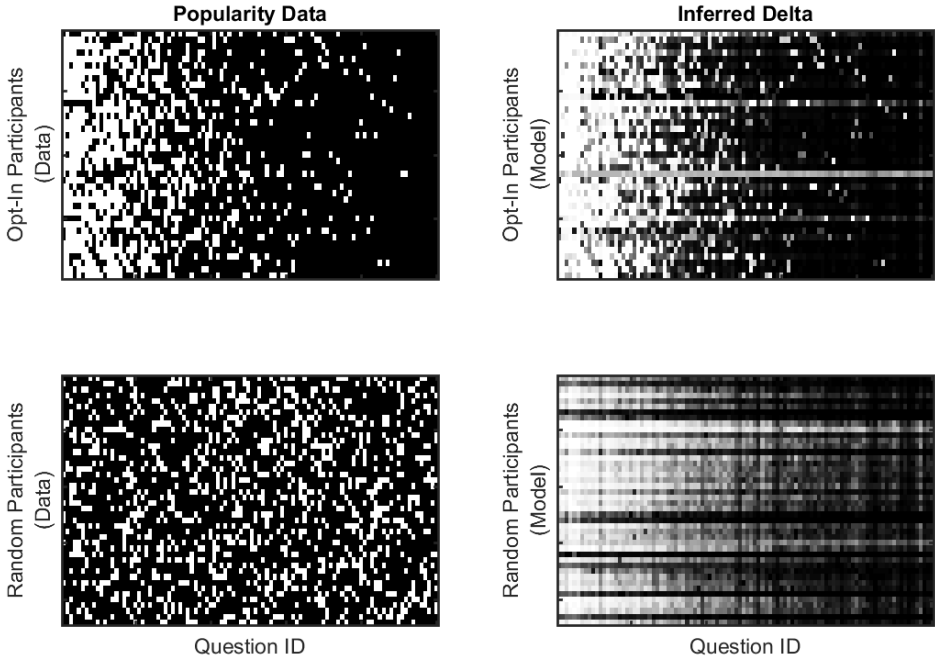 Popularity Data
Inferred Delta
Opt-In Participants
(Data)
Opt-In Participants
(Model)
Random Participants
(Data)
Random Participants
(Model)
Question ID
Question ID